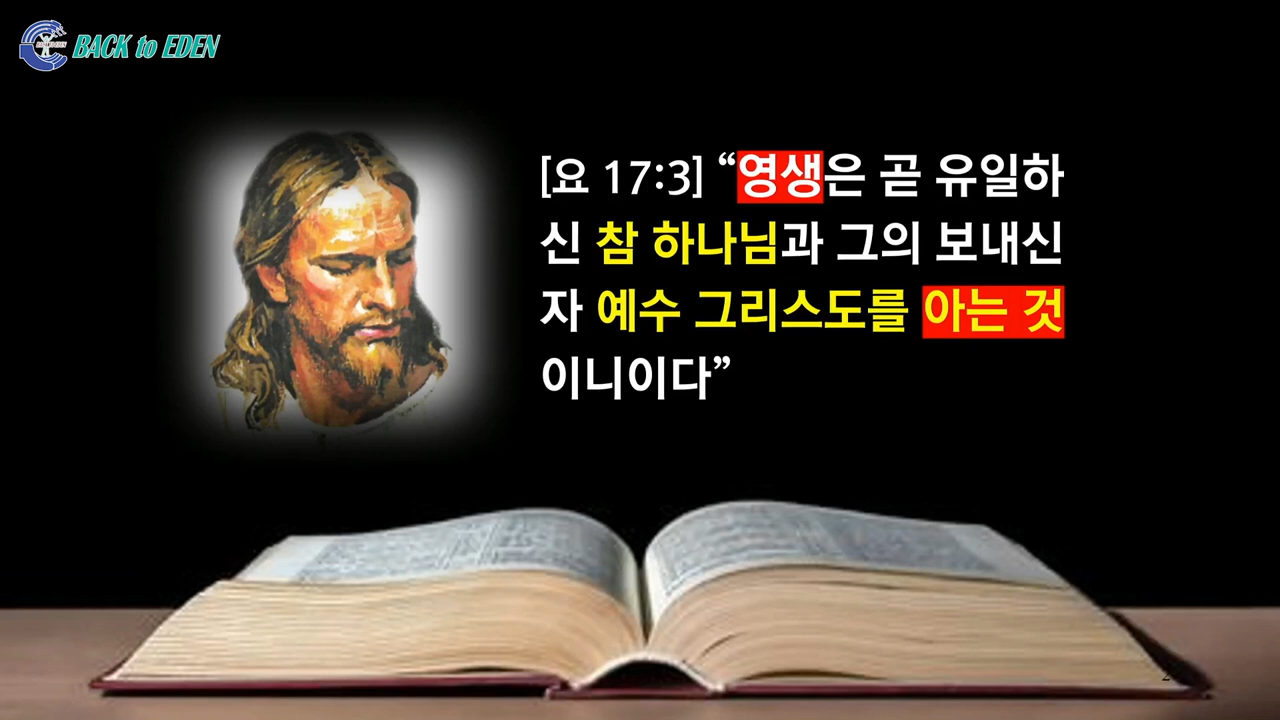 BACK to EDEN
[요 17:3] “영생은 곧 유일하
신 참 하나님과 그의 보내신
자 예수 그리스도를 아는 것
이니이다”